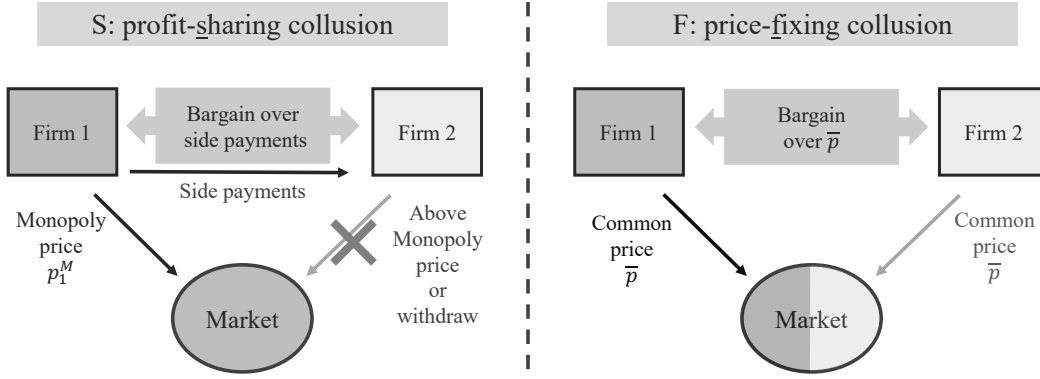 S: profit-sharing collusion
Firm 1
Bargain over
side payments
Firm 2
Side payments
Monopoly
price
p₁ᴹ
Above
Monopoly
price
or
withdraw
Market
F: price-fixing collusion
Firm 1
Bargain
over p̅
Firm 2
Common
price
p̅
Common
price
p̅
Market